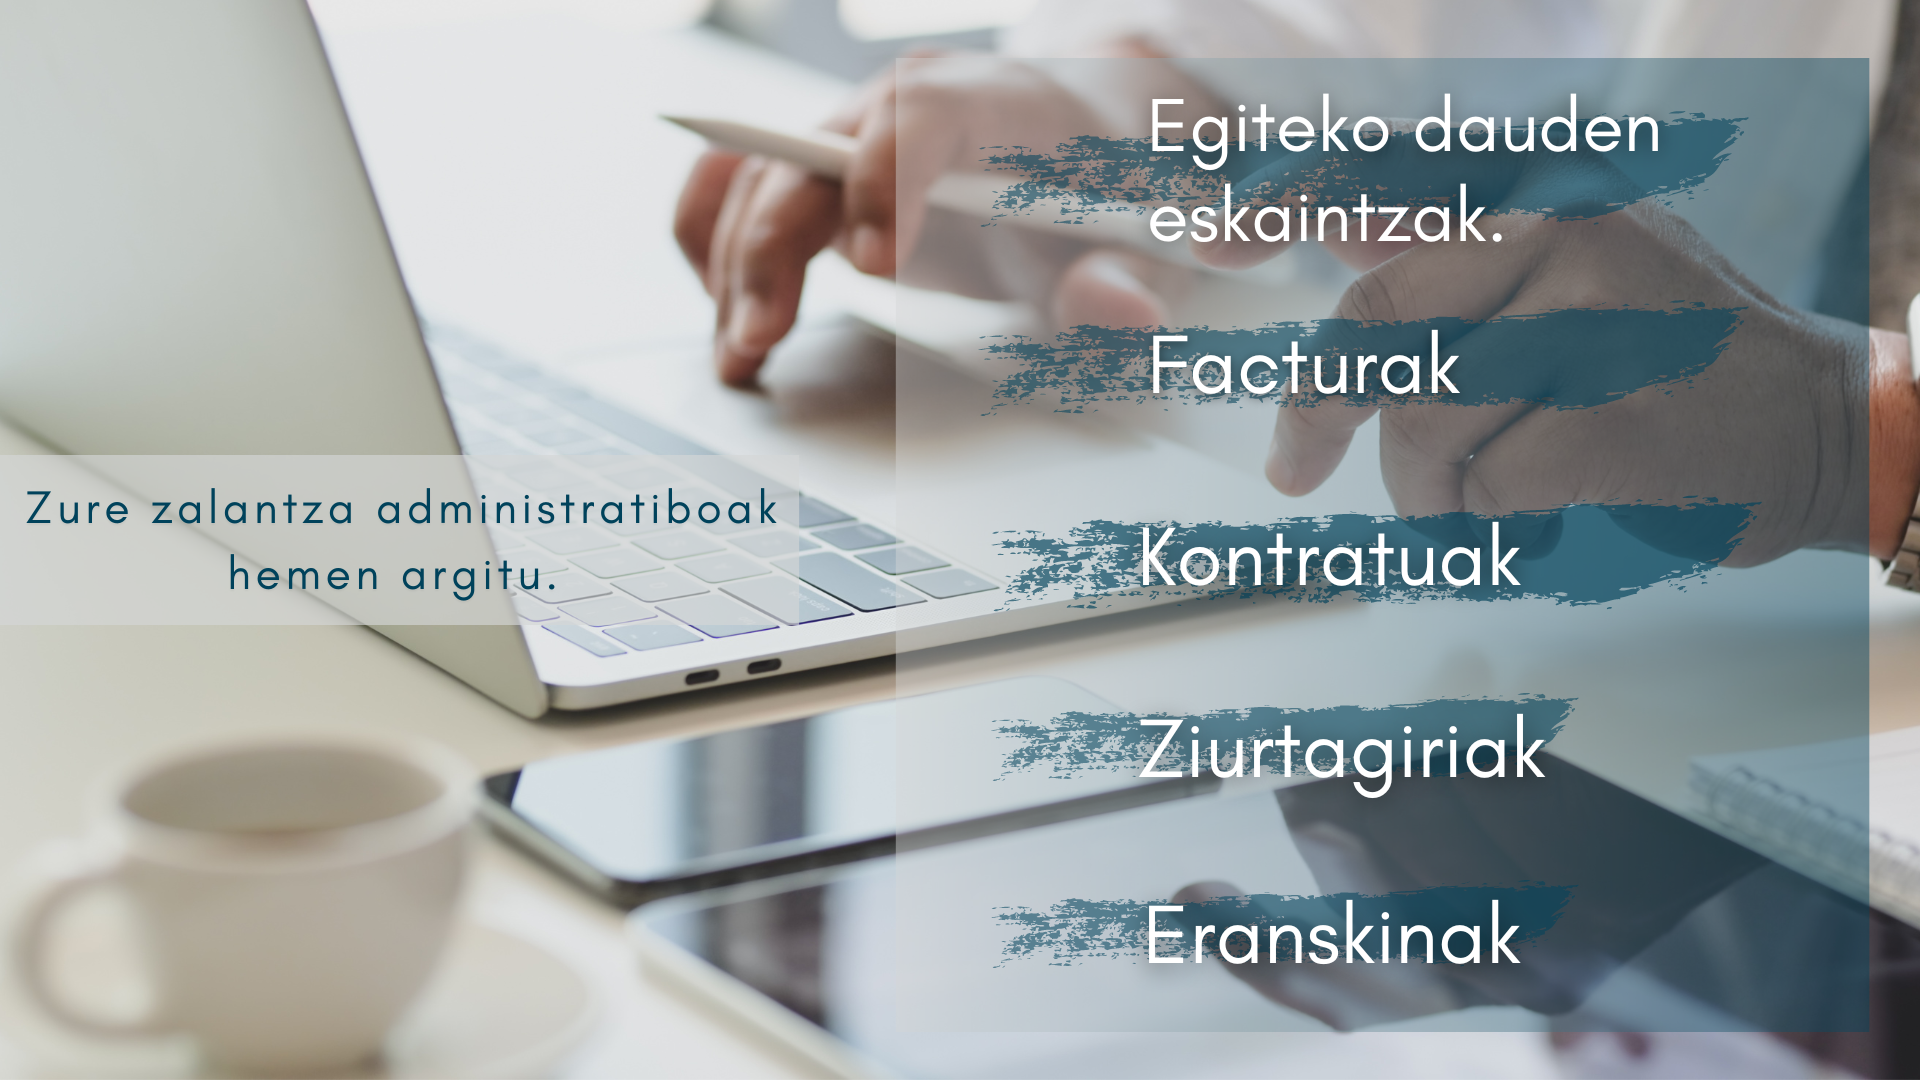 Zure zalantza administratiboak
hemen argitu.
Egiteko dauden
eskaintzak.
Facturak
Kontratuak
Ziurtagiriak
Eranskinak